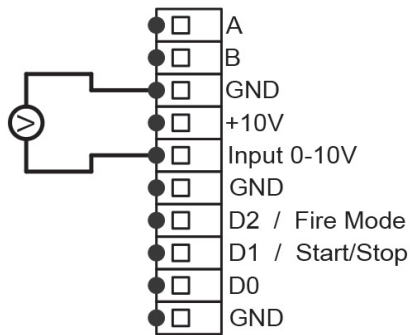 A
B
GND
+10V
V
Input 0-10V
GND
D2 / Fire Mode
D1 / Start/Stop
D0
GND